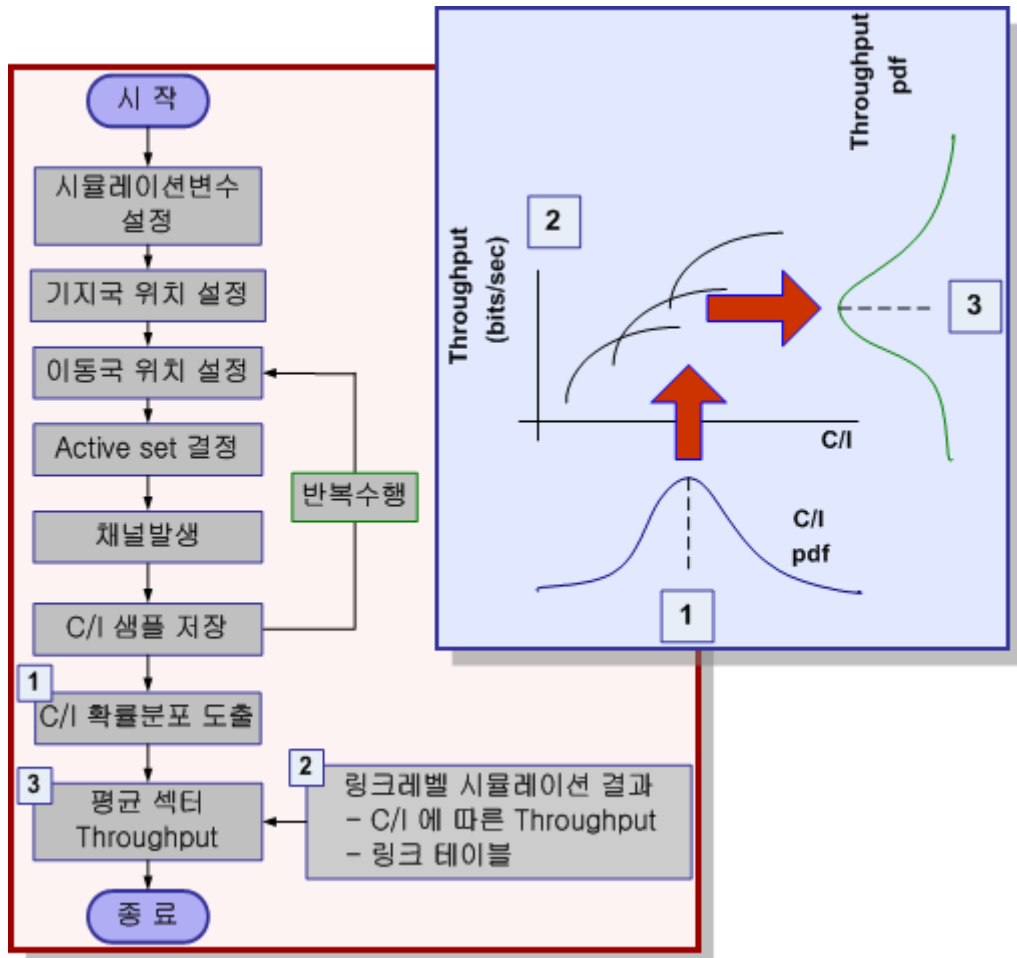 시 작
시뮬레이션변수
설정
기지국 위치 설정
이동국 위치 설정
Active set 결정
채널발생
C/I 샘플 저장
반복수행
1
C/I 확률분포 도출
3
평균 섹터
Throughput
2
링크레벨 시뮬레이션 결과
- C/I 에 따른 Throughput
- 링크 테이블
종 료
Throughput
pdf
2
Throughput
(bits/sec)
3
C/I
C/I
pdf
1